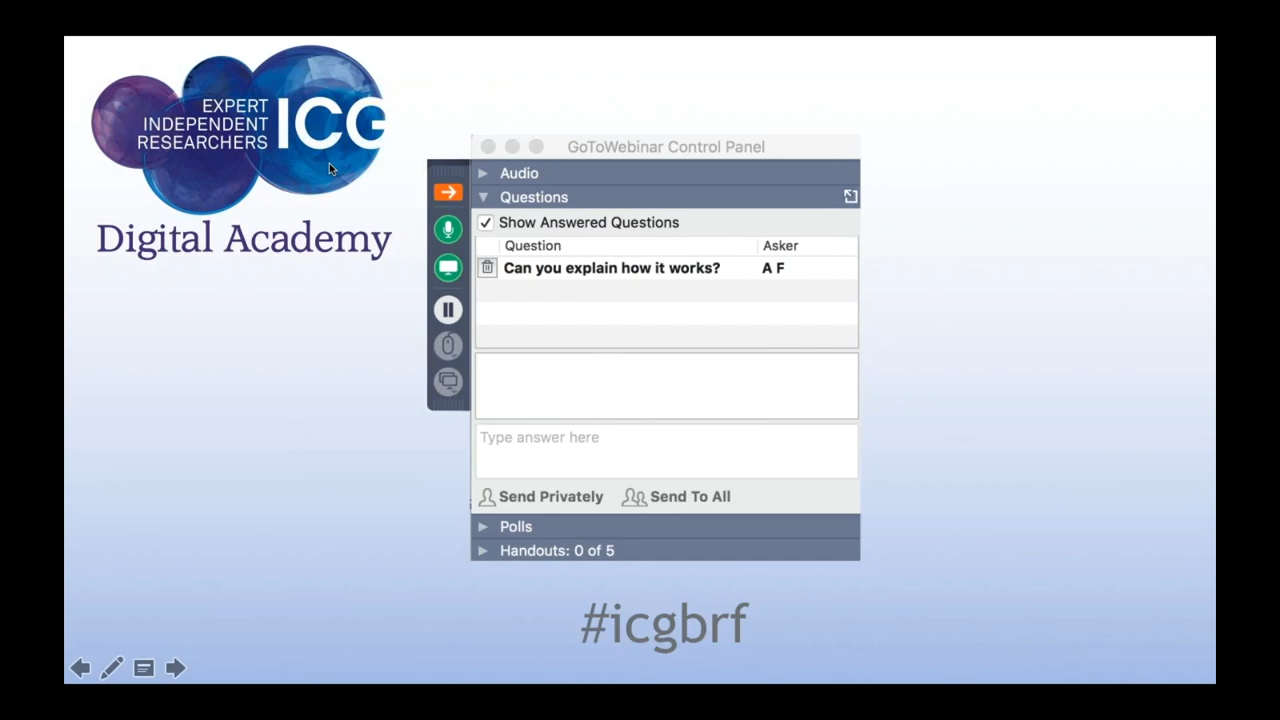 EXPERT
INDEPENDENT
RESEARCHERS
ICG
Digital Academy
GoToWebinar Control Panel
Audio
Questions
Show Answered Questions
Question Asker
Can you explain how it works? A F
Type answer here
Send Privately Send To All
Polls
Handouts: 0 of 5
#icgbrf